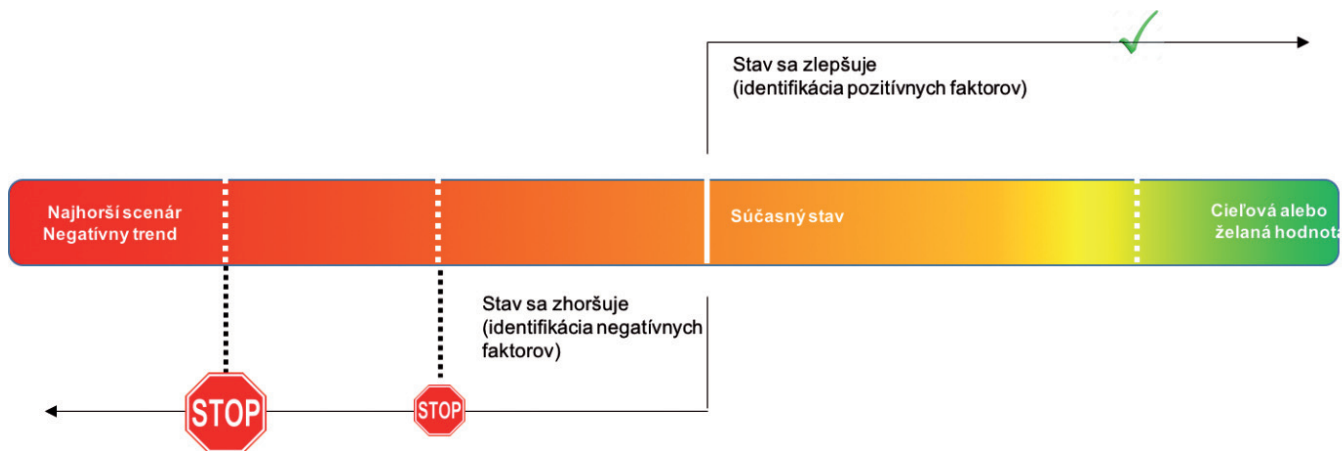 Stav sa zlepšuje
(identifikácia pozitívnych faktorov)
Najhorší scenár
Negatívny trend
Súčasný stav
Cieľová alebo
želaná hodnota
Stav sa zhoršuje
(identifikácia negatívnych
faktorov)
STOP
STOP